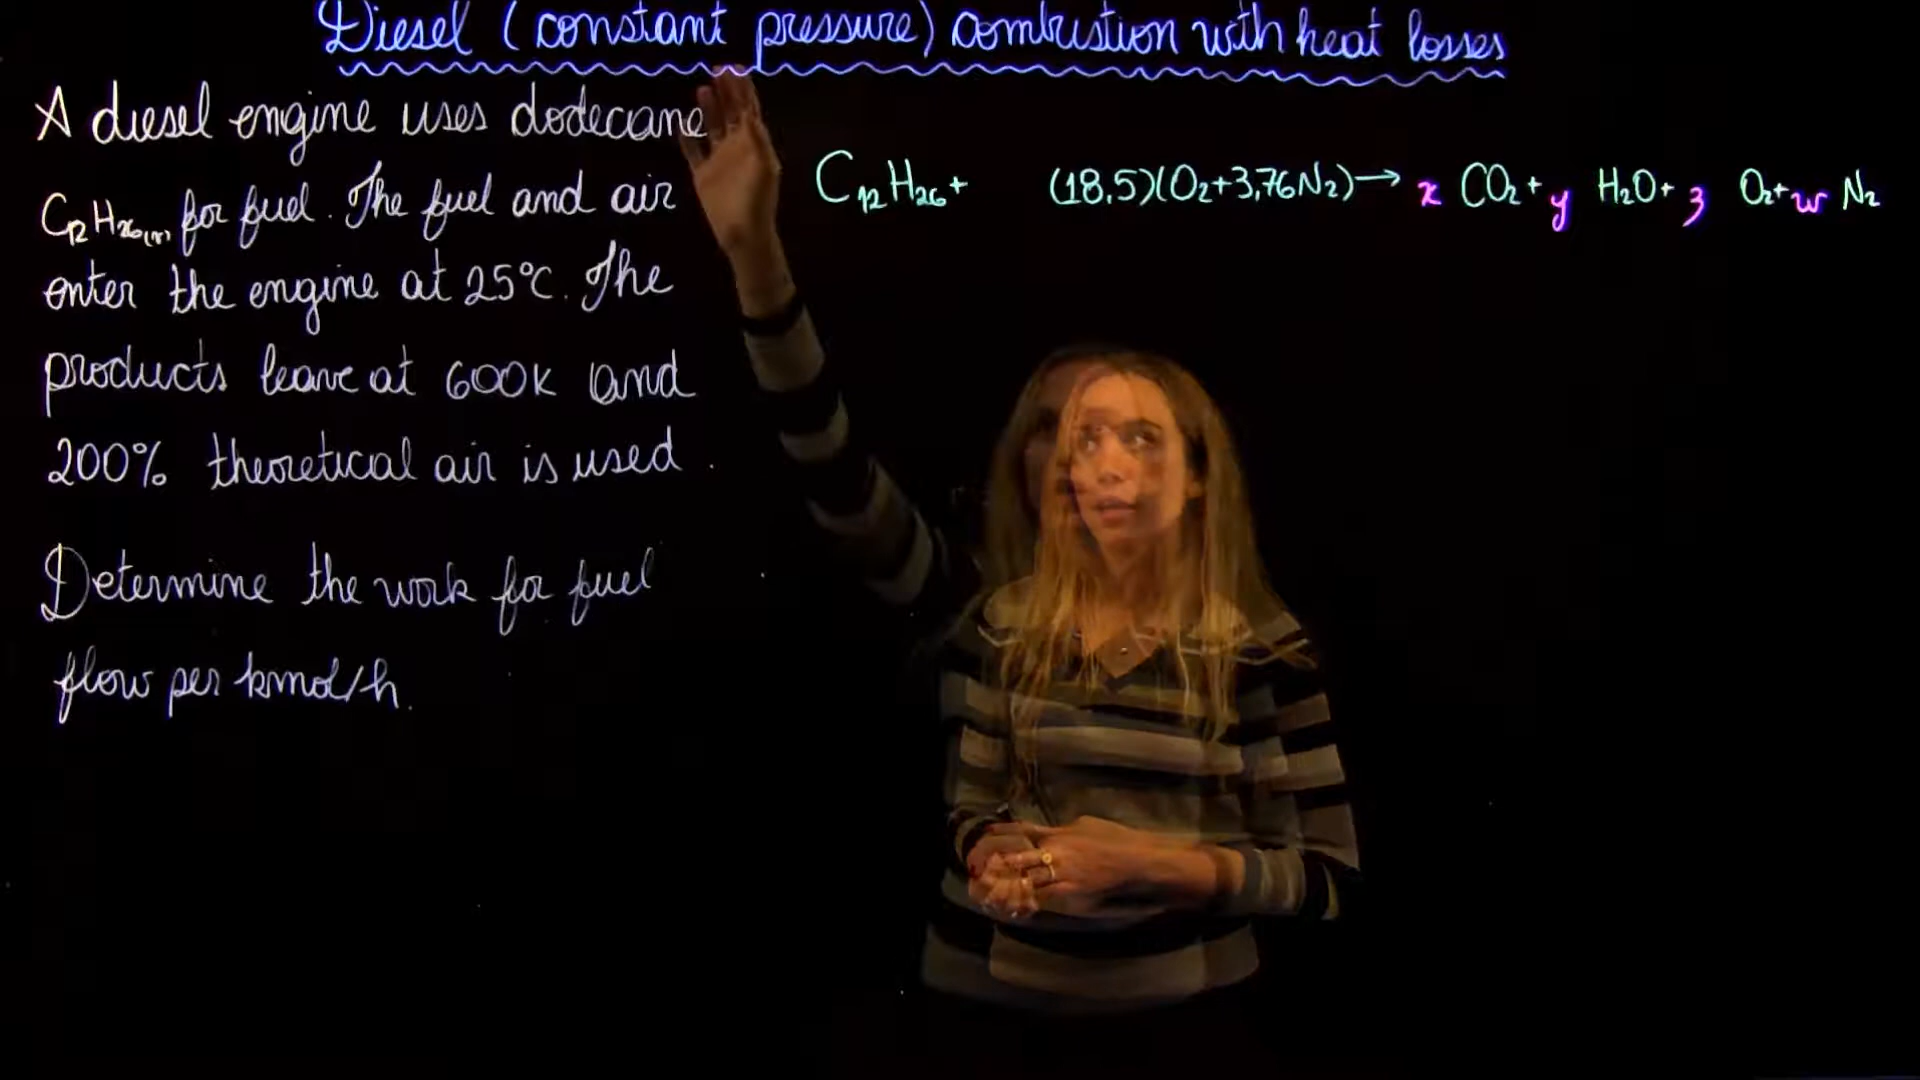 Diesel (constant pressure) combustion with heat losses
A diesel engine uses dodecane
C12H26(v) for fuel. The fuel and air
enter the engine at 25°C. The
products leave at 600K and
200% theoretical air is used.
Determine the work for fuel
flow per kmol/h.
C12H26+ (18,5)(O2+3,76N2)→ x CO2+ y H2O+ z O2+ w N2